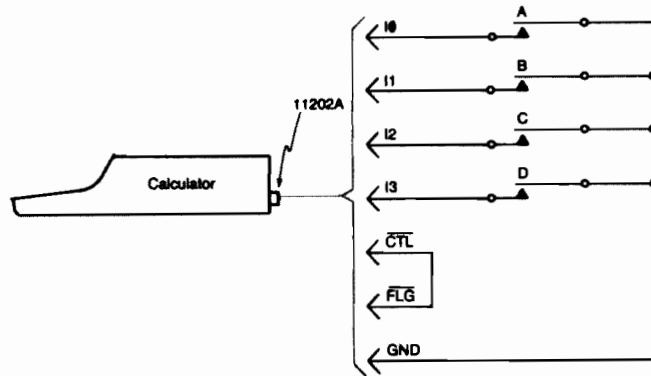 A
I0
B
I1
11202A
C
I2
Calculator
D
I3
CTL
FLG
GND